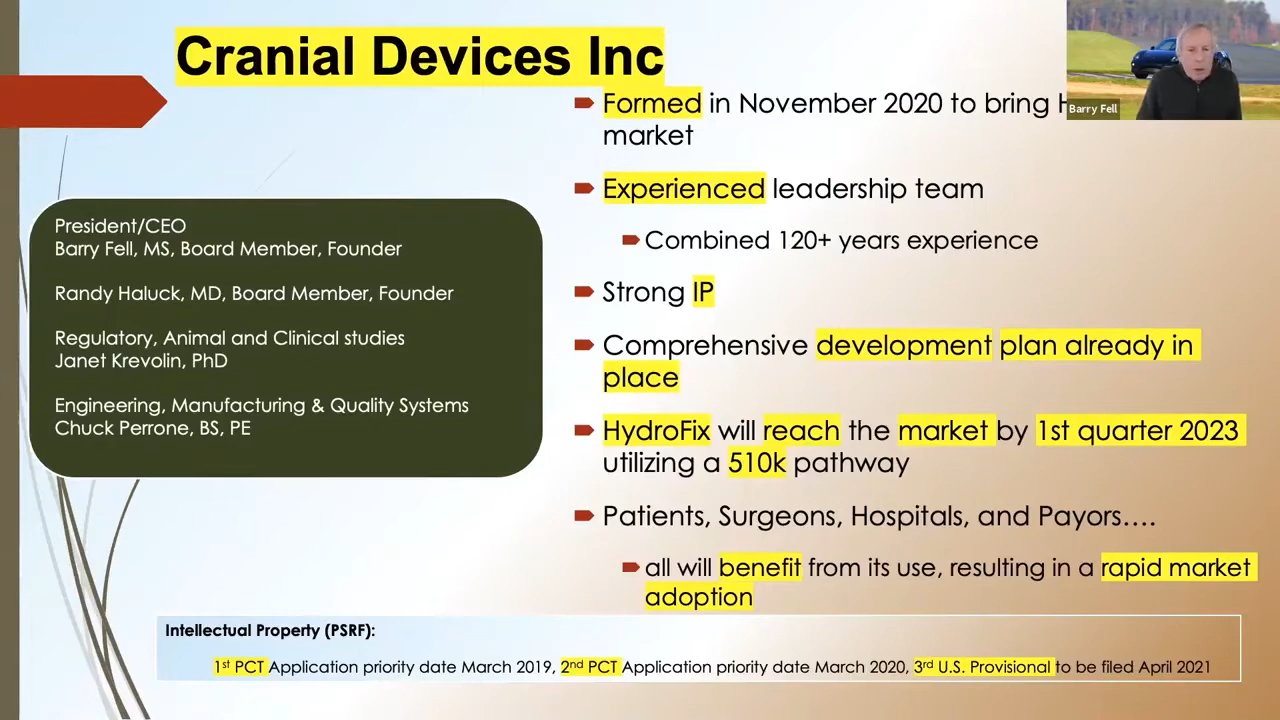 Cranial Devices Inc
Barry Fell
Formed in November 2020 to bring
market
Experienced leadership team
Combined 120+ years experience
Strong IP
Comprehensive development plan already in
place
HydroFix will reach the market by 1st quarter 2023
utilizing a 510k pathway
Patients, Surgeons, Hospitals, and Payors....
all will benefit from its use, resulting in a rapid market
adoption
President/CEO
Barry Fell, MS, Board Member, Founder
Randy Haluck, MD, Board Member, Founder
Regulatory, Animal and Clinical studies
Janet Krevolin, PhD
Engineering, Manufacturing & Quality Systems
Chuck Perrone, BS, PE
Intellectual Property (PSRF):
1st PCT Application priority date March 2019, 2nd PCT Application priority date March 2020, 3rd U.S. Provisional to be filed April 2021